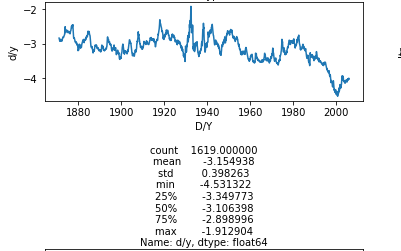 −2
−3
−4
d/y
1880 1900 1920 1940 1960 1980 2000
D/Y
count 1619.000000
mean -3.154938
std 0.398263
min -4.531322
25% -3.349773
50% -3.106398
75% -2.898996
max -1.912904
Name: d/y, dtype: float64